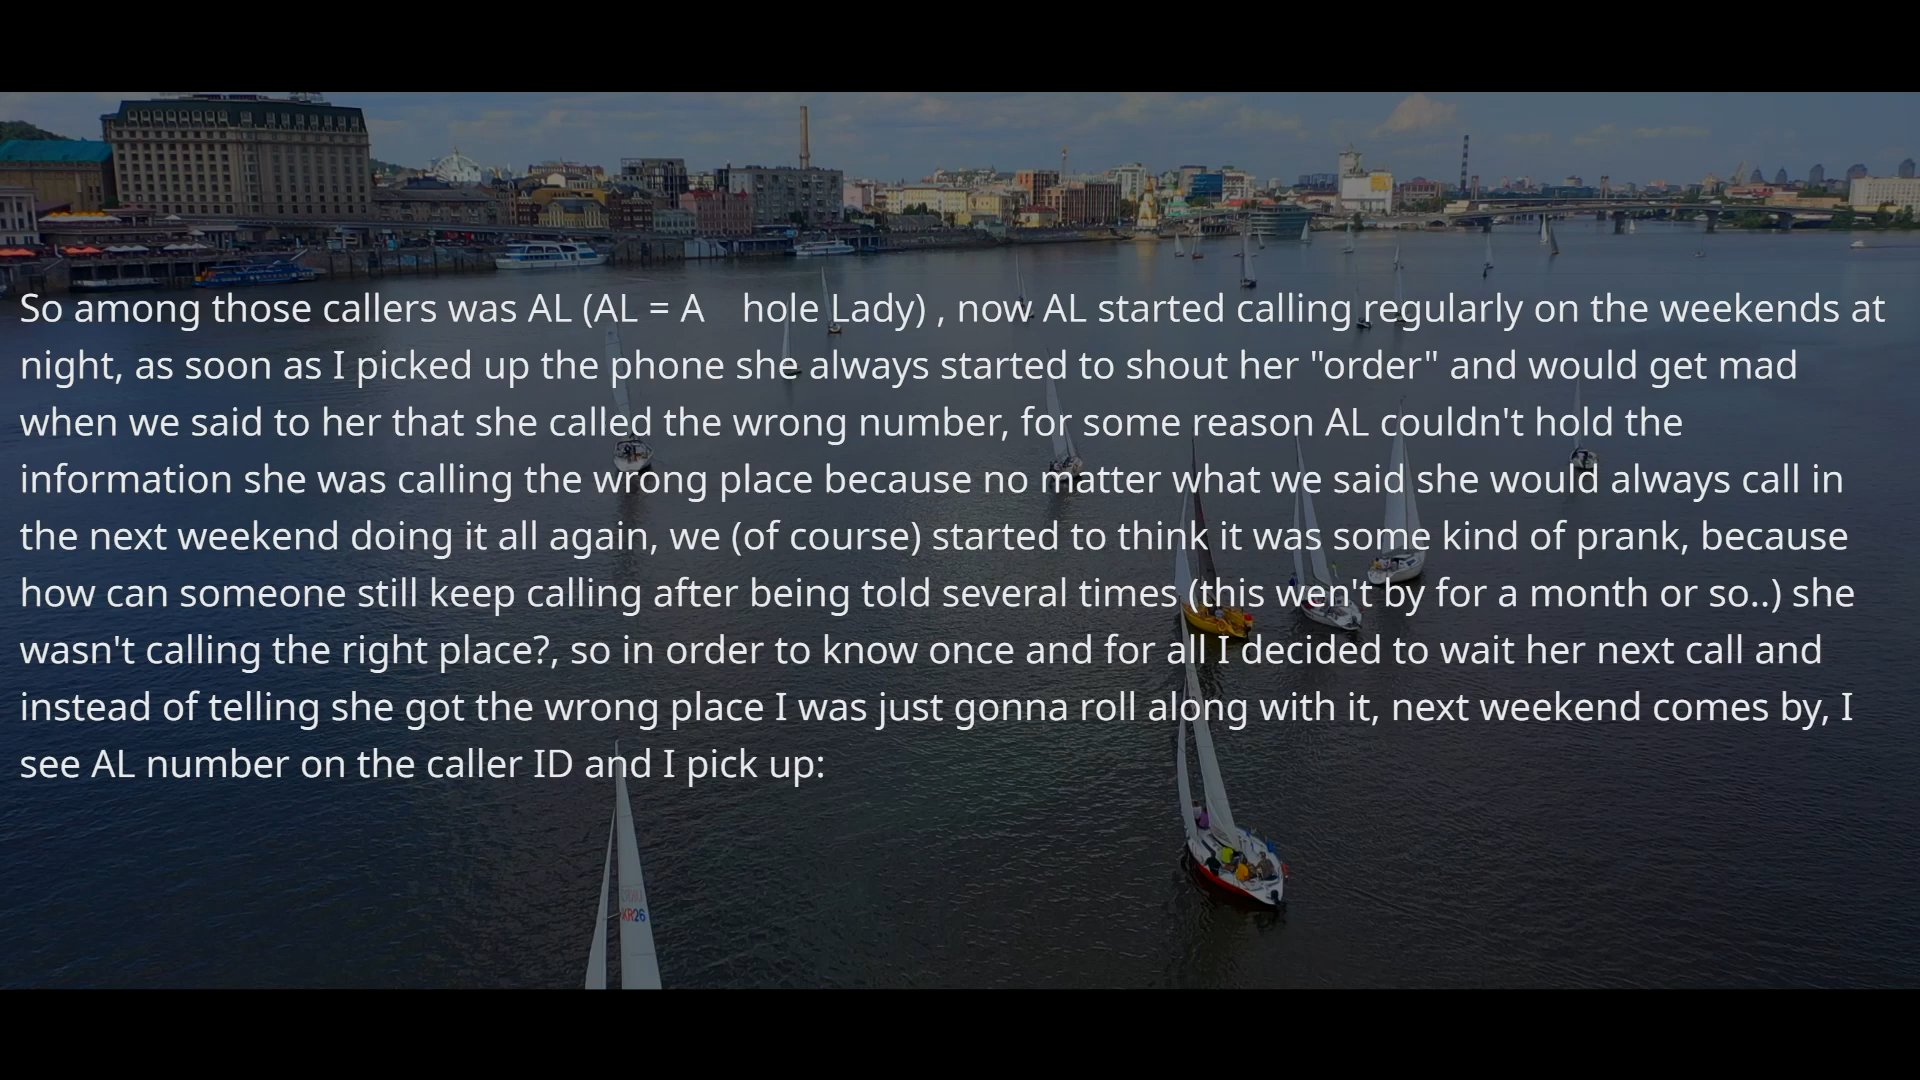 So among those callers was AL (AL = A    hole Lady) , now AL started calling regularly on the weekends at
night, as soon as I picked up the phone she always started to shout her "order" and would get mad
when we said to her that she called the wrong number, for some reason AL couldn't hold the
information she was calling the wrong place because no matter what we said she would always call in
the next weekend doing it all again, we (of course) started to think it was some kind of prank, because
how can someone still keep calling after being told several times (this wen't by for a month or so..) she
wasn't calling the right place?, so in order to know once and for all I decided to wait her next call and
instead of telling she got the wrong place I was just gonna roll along with it, next weekend comes by, I
see AL number on the caller ID and I pick up: